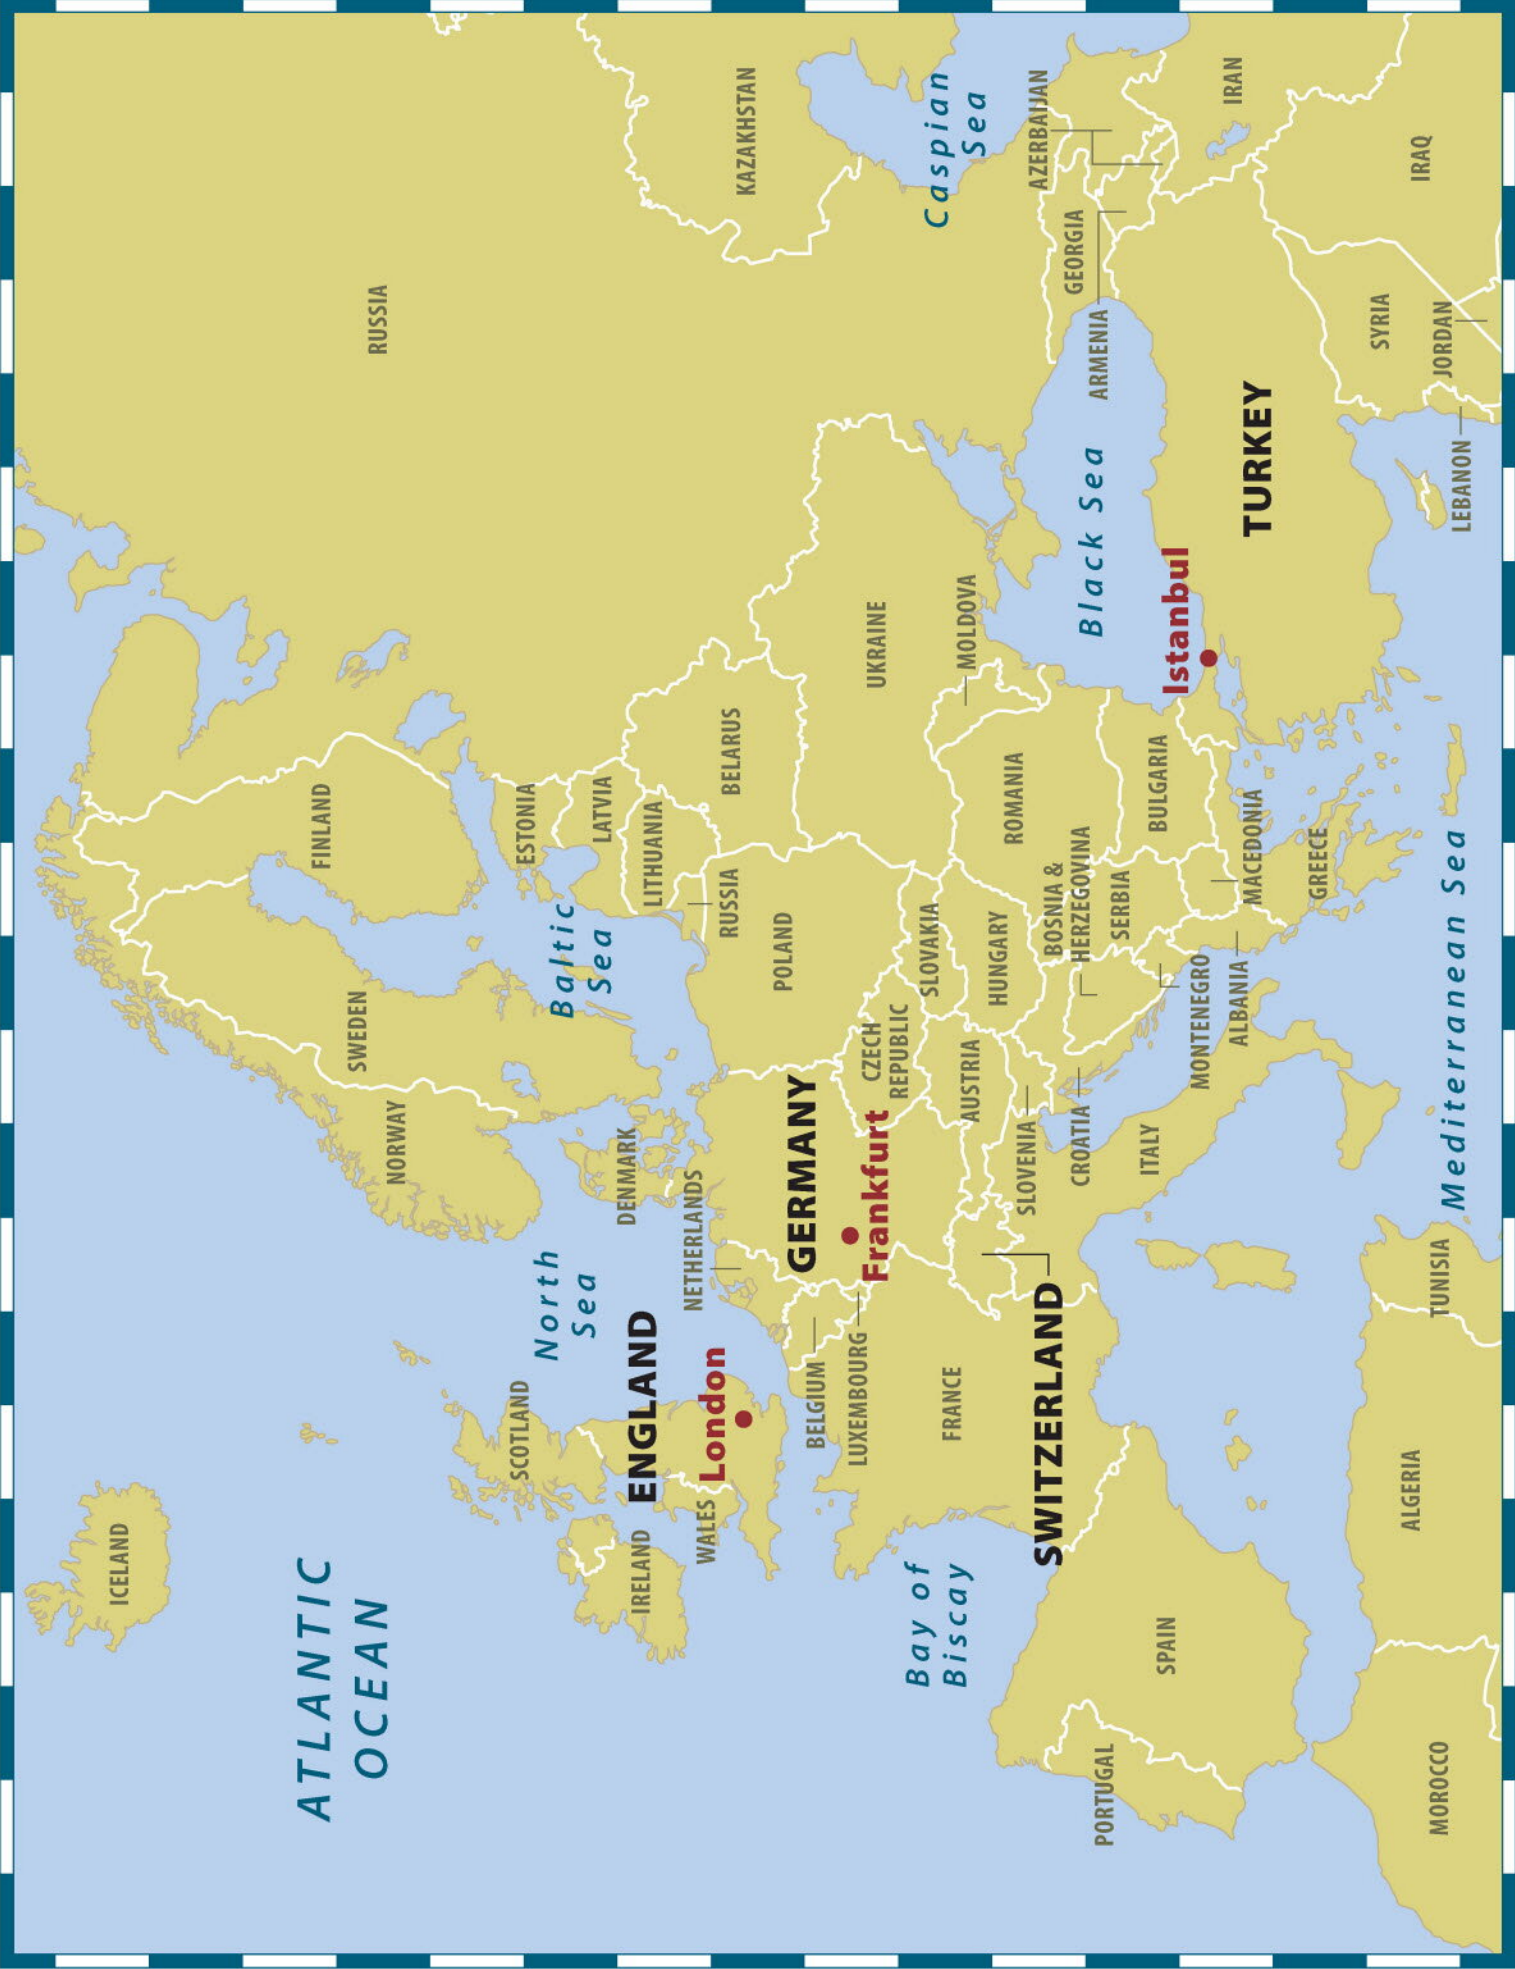 ICELAND
ATLANTIC
OCEAN
NORWAY
SWEDEN
FINLAND
RUSSIA
SCOTLAND
North
Sea
Baltic
Sea
ESTONIA
LATVIA
LITHUANIA
RUSSIA
DENMARK
IRELAND
ENGLAND
WALES
London
NETHERLANDS
BELARUS
POLAND
KAZAKHSTAN
GERMANY
Frankfurt
BELGIUM
LUXEMBOURG
CZECH
REPUBLIC
UKRAINE
SLOVAKIA
MOLDOVA
Caspian
Sea
Bay of
Biscay
FRANCE
AUSTRIA
HUNGARY
ROMANIA
SWITZERLAND
SLOVENIA
CROATIA
BOSNIA &
HERZEGOVINA
SERBIA
Black Sea
GEORGIA
AZERBAIJAN
ARMENIA
PORTUGAL
SPAIN
ITALY
MONTENEGRO
ALBANIA
BULGARIA
MACEDONIA
Istanbul
TURKEY
IRAN
GREECE
SYRIA
IRAQ
MOROCCO
ALGERIA
TUNISIA
Mediterranean Sea
LEBANON
JORDAN